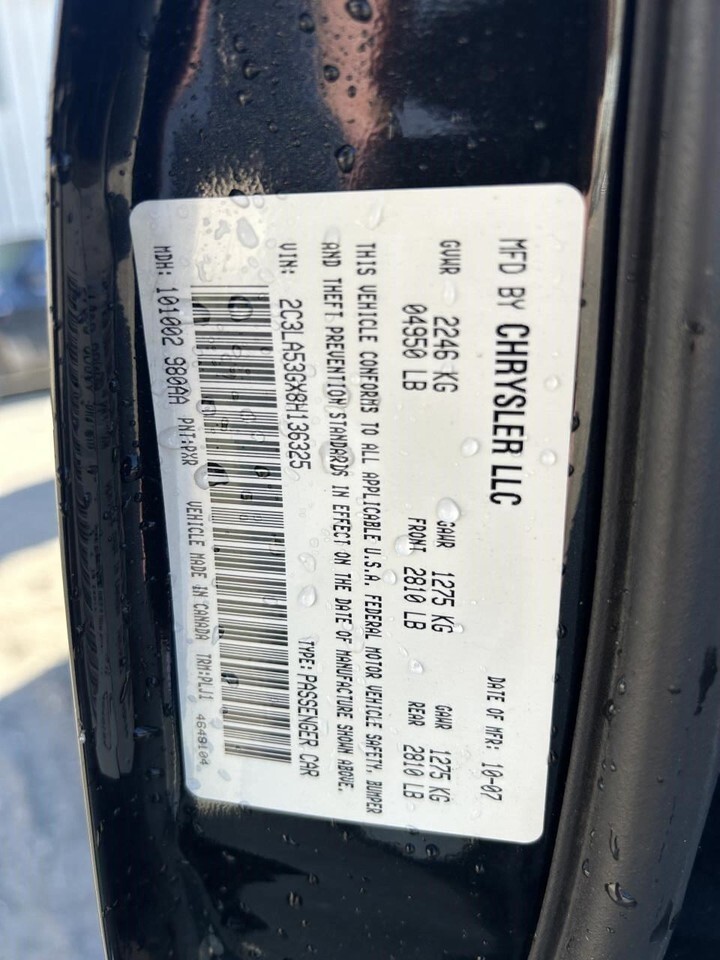 MFD BY CHRYSLER LLC
DATE OF MFR: 10-07
GVWR 2246 KG
04950 LB
GAWR 1275 KG
FRONT 2810 LB
GAWR 1275 KG
REAR 2810 LB
THIS VEHICLE CONFORMS TO ALL APPLICABLE U.S.A. FEDERAL MOTOR VEHICLE SAFETY, BUMPER
AND THEFT PREVENTION STANDARDS IN EFFECT ON THE DATE OF MANUFACTURE SHOWN ABOVE.
VIN: 2C3LA53GX8H136325 TYPE: PASSENGER CAR
MDH: 101002 980AA PNT:PXR VEHICLE MADE IN CANADA TRM:PLJ1 4649104